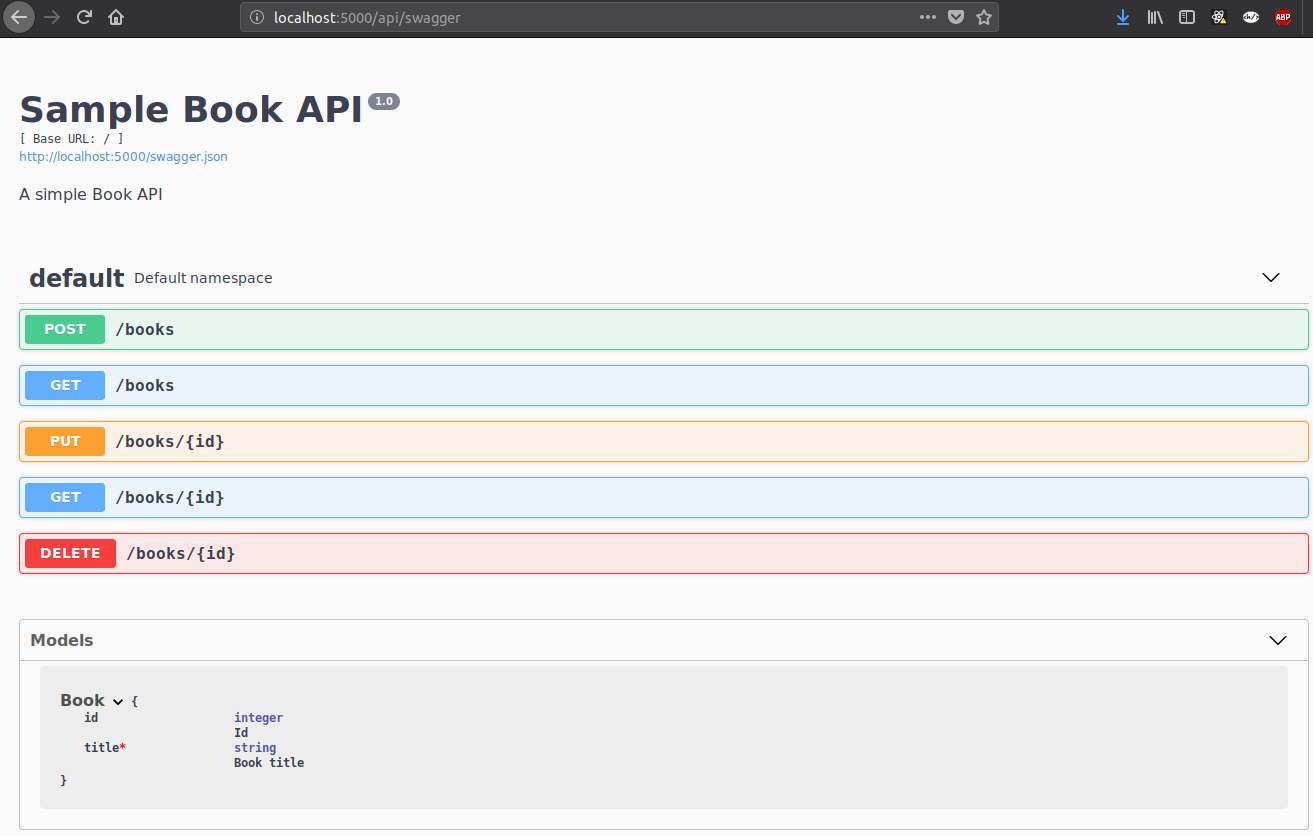 localhost:5000/api/swagger
ABP
Sample Book API 1.0
[ Base URL: / ]
http://localhost:5000/swagger.json
A simple Book API
default Default namespace
POST /books
GET /books
PUT /books/{id}
GET /books/{id}
DELETE /books/{id}
Models
Book {
id integer
Id
title* string
Book title
}